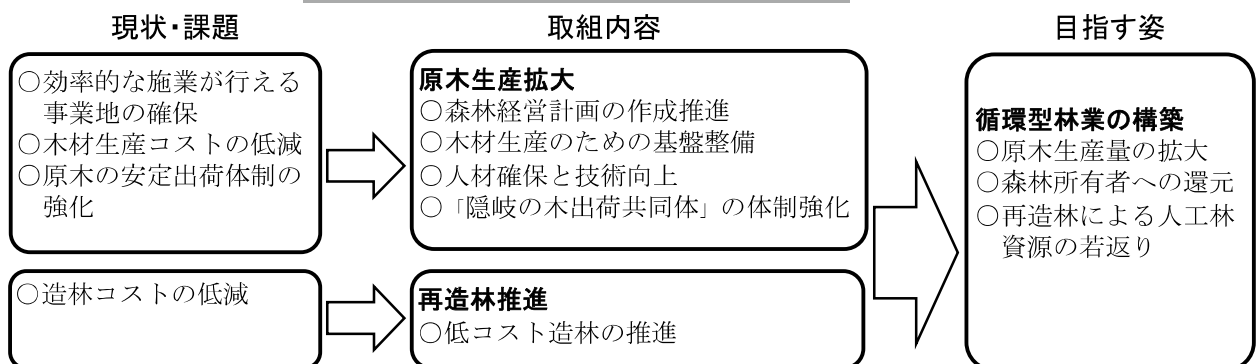 現状・課題
○効率的な施業が行える
事業地の確保
○木材生産コストの低減
○原木の安定出荷体制の
強化
○造林コストの低減
取組内容
原木生産拡大
○森林経営計画の作成推進
○木材生産のための基盤整備
○人材確保と技術向上
○「隠岐の木出荷共同体」の体制強化
再造林推進
○低コスト造林の推進
目指す姿
循環型林業の構築
○原木生産量の拡大
○森林所有者への還元
○再造林による人工林
資源の若返り